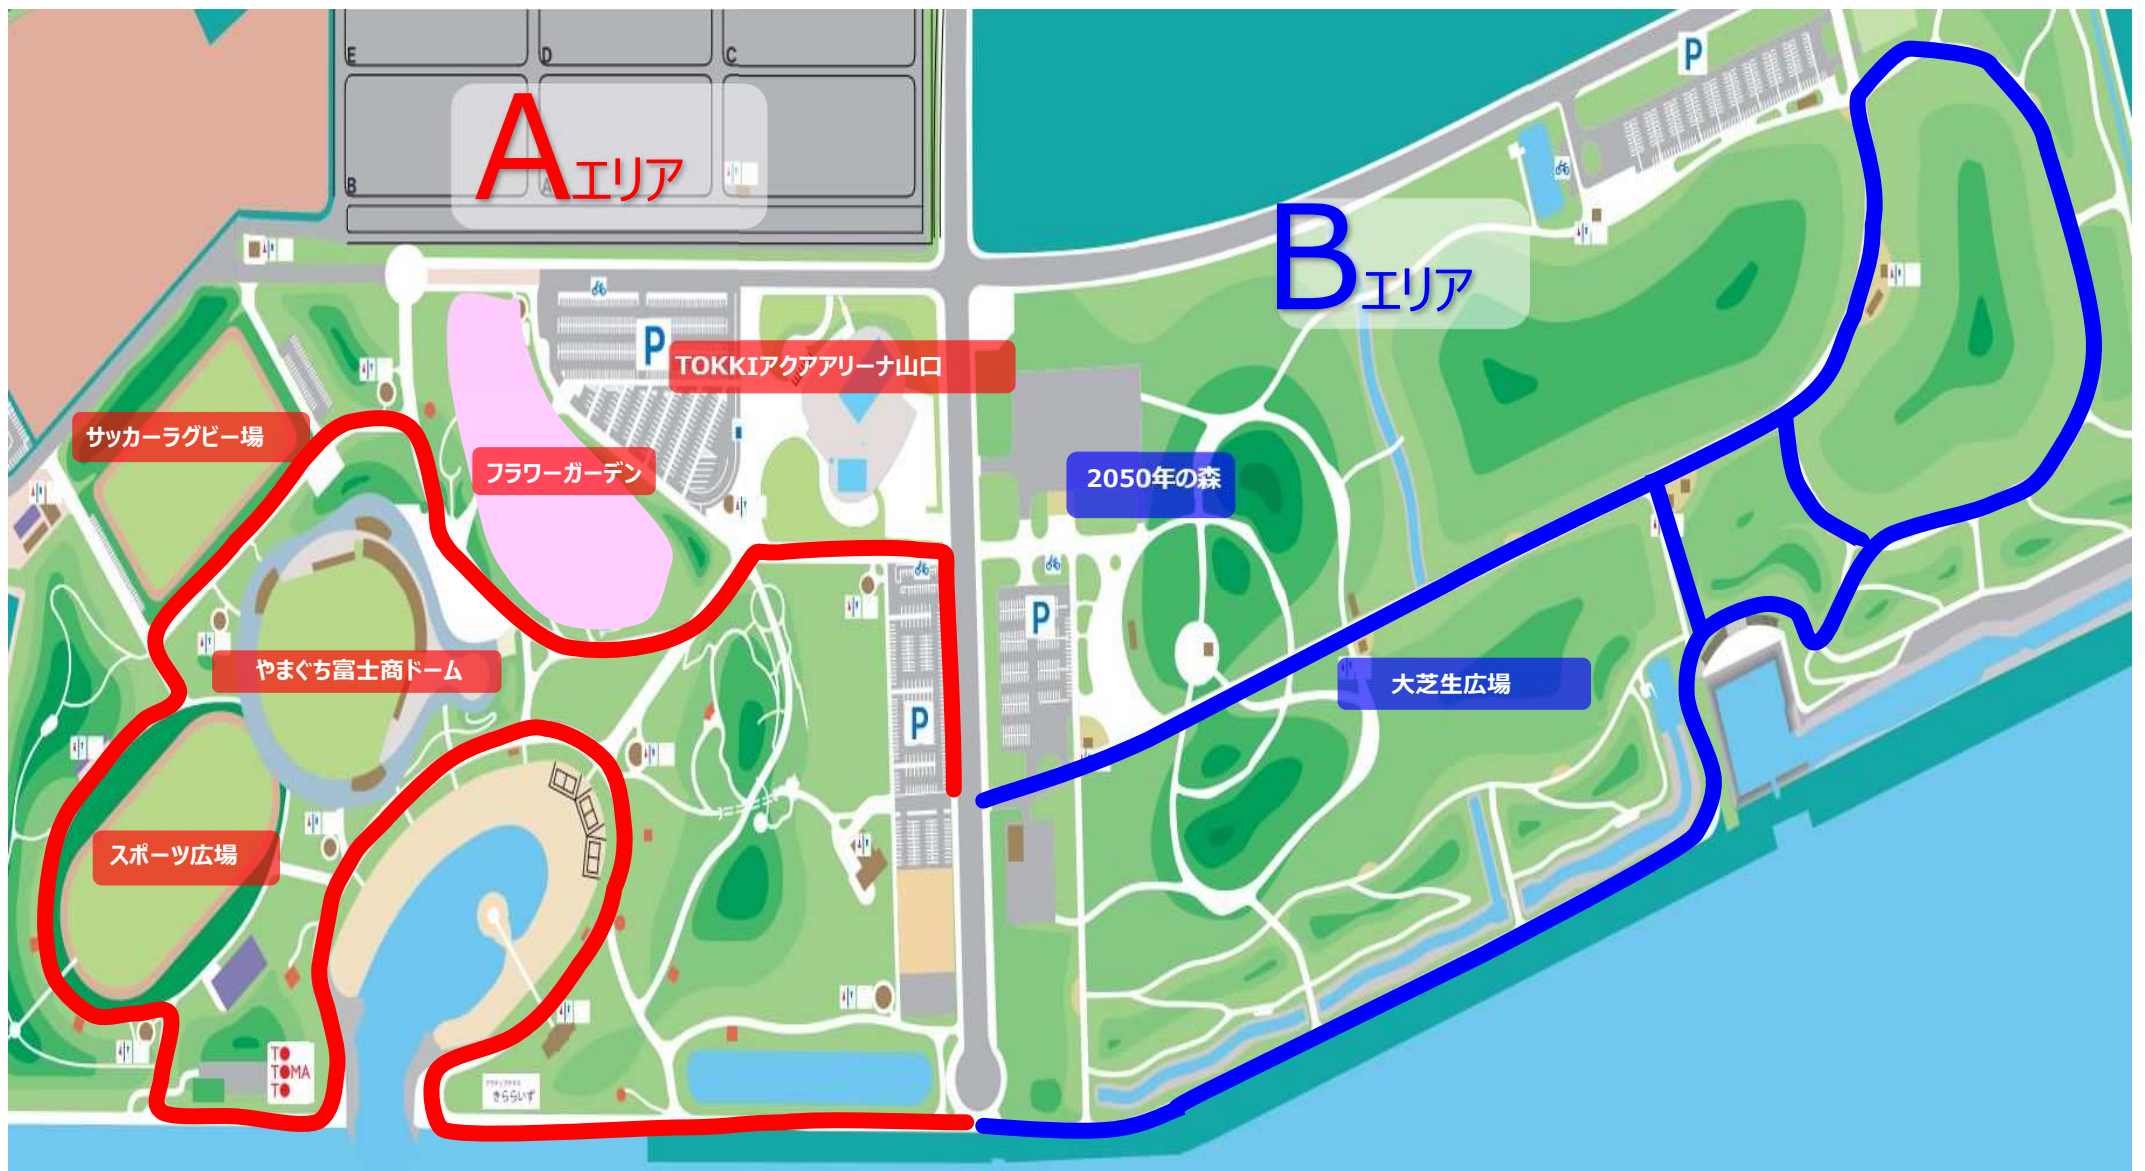 E
D
C
B
A
Aエリア
P
Bエリア
P
TOKKIアクアアリーナ山口
サッカーラグビー場
フラワーガーデン
2050年の森
P
やまぐち富士商ドーム
大芝生広場
P
スポーツ広場
TO
TOMA
TO
きららいず